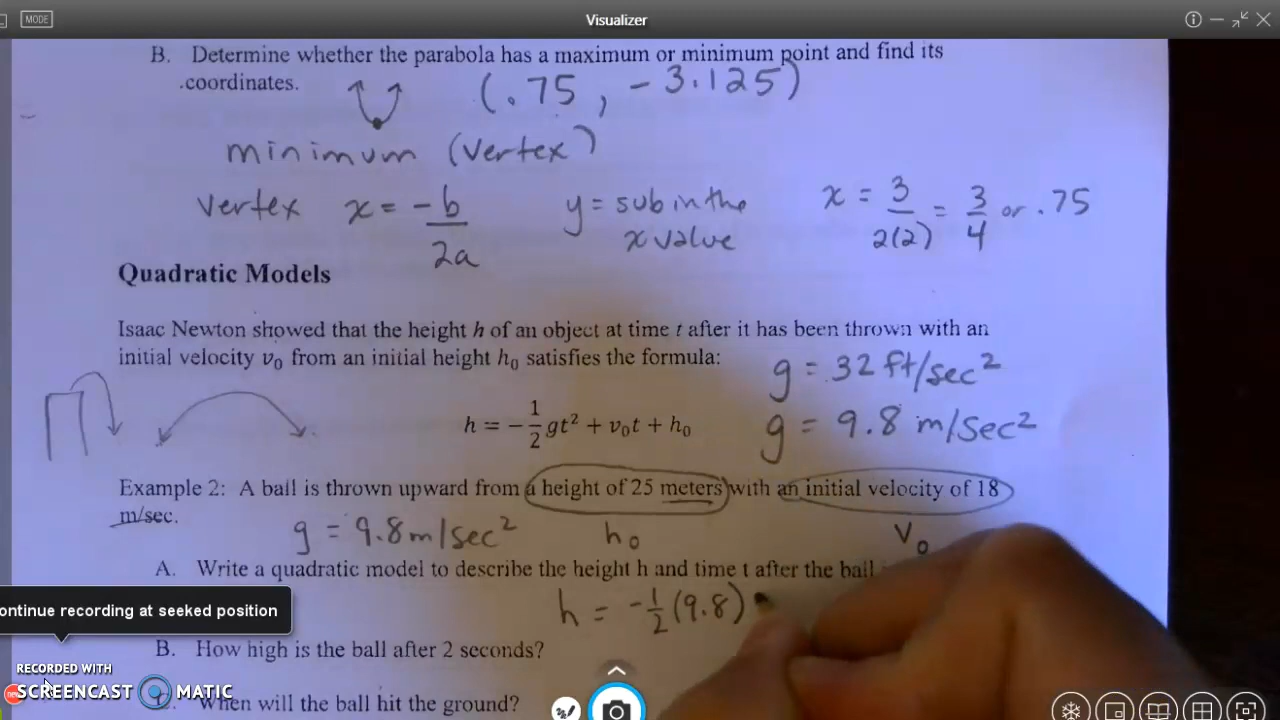 MODE
Visualizer
B. Determine whether the parabola has a maximum or minimum point and find its
coordinates.
(.75, -3.125)
minimum (vertex)
vertex x = -b/2a
y = sub in the
x value
x = 3/2(2) = 3/4 or .75
Quadratic Models
Isaac Newton showed that the height h of an object at time t after it has been thrown with an
initial velocity v₀ from an initial height h₀ satisfies the formula:
g = 32 ft/sec²
h = -1/2 gt² + v₀t + h₀
g = 9.8 m/sec²
Example 2: A ball is thrown upward from a height of 25 meters with an initial velocity of 18
m/sec.
g = 9.8 m/sec²
h₀
V₀
A. Write a quadratic model to describe the height h and time t after the ball
h = -1/2 (9.8)
ontinue recording at seeked position
B. How high is the ball after 2 seconds?
RECORDED WITH
SCREENCAST MATIC
When will the ball hit the ground?